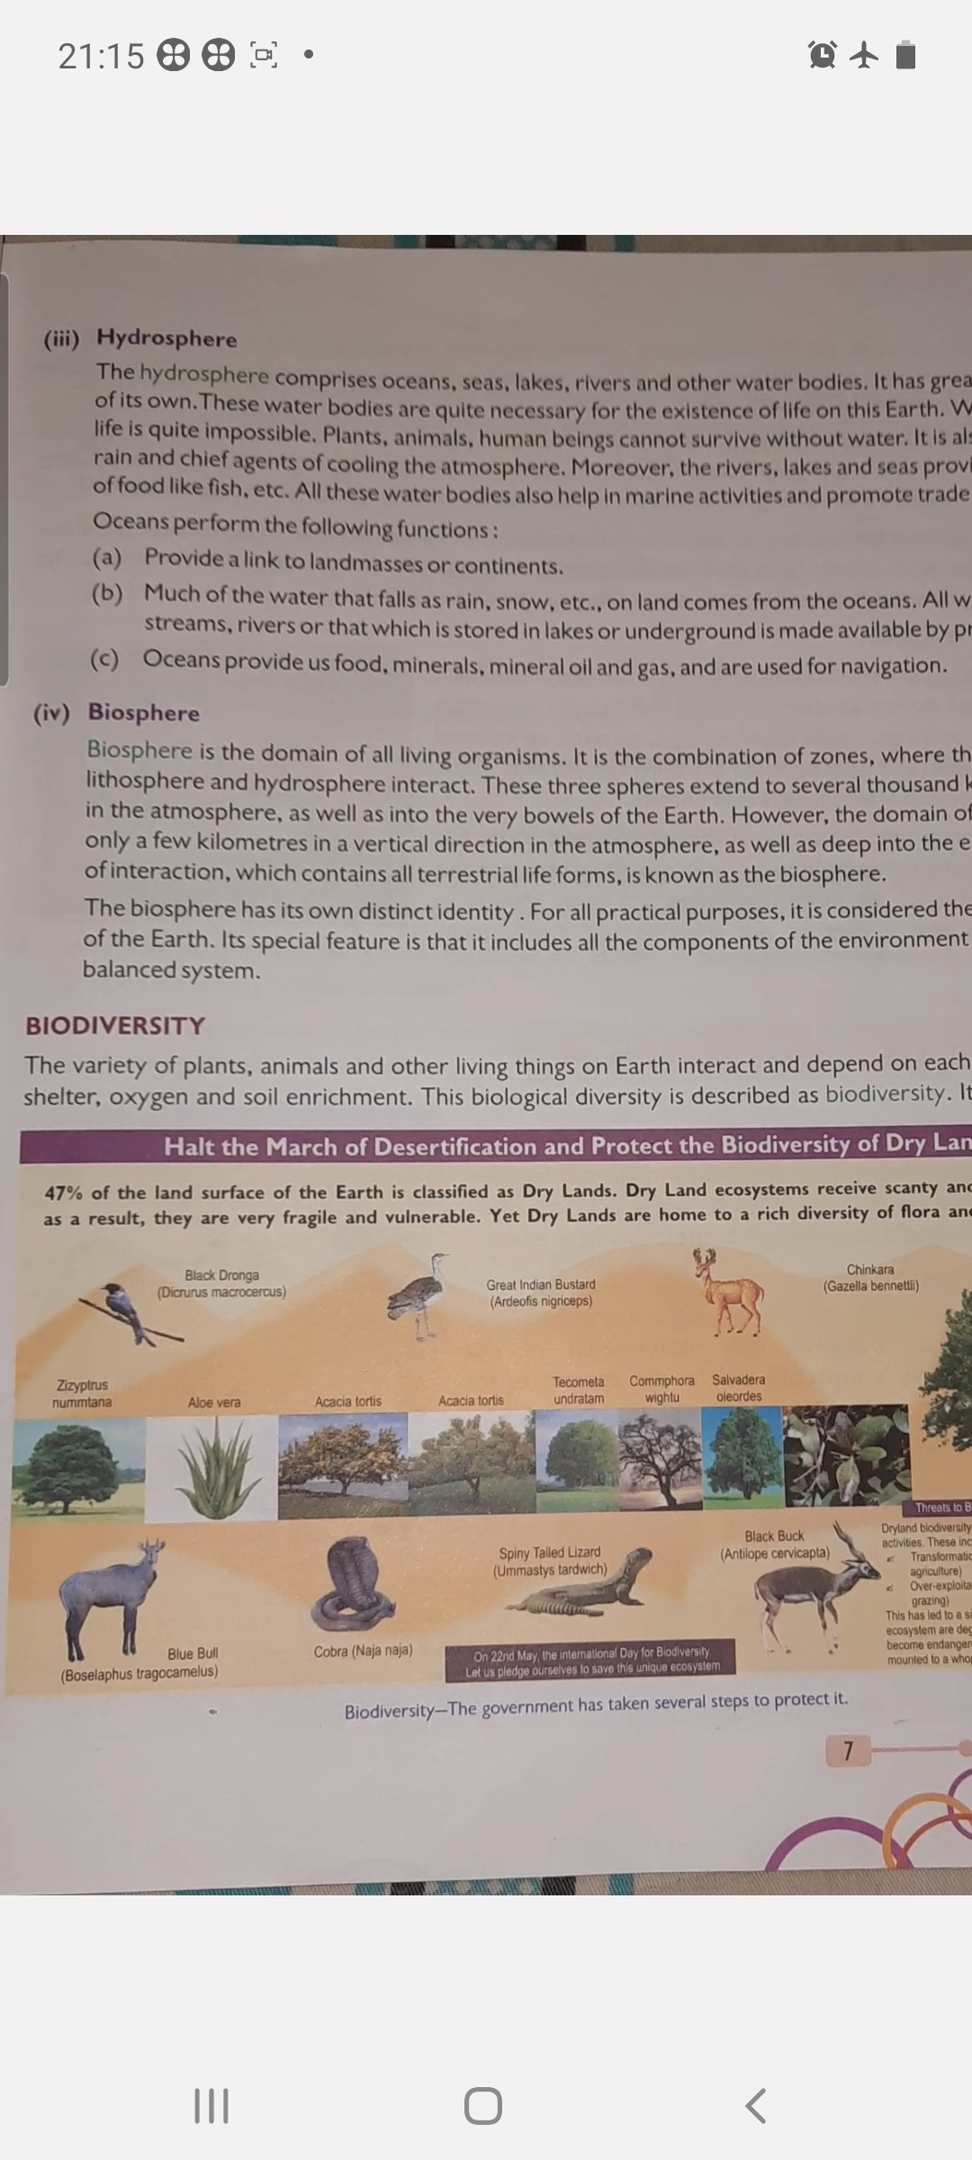 21:15
(iii) Hydrosphere
The hydrosphere comprises oceans, seas, lakes, rivers and other water bodies. It has grea
of its own. These water bodies are quite necessary for the existence of life on this Earth. W
life is quite impossible. Plants, animals, human beings cannot survive without water. It is als
rain and chief agents of cooling the atmosphere. Moreover, the rivers, lakes and seas provi
of food like fish, etc. All these water bodies also help in marine activities and promote trade
Oceans perform the following functions :
(a) Provide a link to landmasses or continents.
(b) Much of the water that falls as rain, snow, etc., on land comes from the oceans. All w
streams, rivers or that which is stored in lakes or underground is made available by pr
(c) Oceans provide us food, minerals, mineral oil and gas, and are used for navigation.
(iv) Biosphere
Biosphere is the domain of all living organisms. It is the combination of zones, where th
lithosphere and hydrosphere interact. These three spheres extend to several thousand k
in the atmosphere, as well as into the very bowels of the Earth. However, the domain of
only a few kilometres in a vertical direction in the atmosphere, as well as deep into the e
of interaction, which contains all terrestrial life forms, is known as the biosphere.
The biosphere has its own distinct identity . For all practical purposes, it is considered the
of the Earth. Its special feature is that it includes all the components of the environment
balanced system.
BIODIVERSITY
The variety of plants, animals and other living things on Earth interact and depend on each
shelter, oxygen and soil enrichment. This biological diversity is described as biodiversity. It
Halt the March of Desertification and Protect the Biodiversity of Dry Lan
47% of the land surface of the Earth is classified as Dry Lands. Dry Land ecosystems receive scanty and
as a result, they are very fragile and vulnerable. Yet Dry Lands are home to a rich diversity of flora and
Black Dronga
(Dicrurus macrocercus)
Great Indian Bustard
(Ardeofis nigriceps)
Chinkara
(Gazella bennettii)
Zizyptrus
nummtana
Aloe vera
Acacia tortis
Acacia tortis
Tecometa
undratam
Commphora
wightu
Salvadera
oleordes
Threats to B
Dryland biodiversity
activities. These inc
Transformatio
agriculture)
Over-exploita
grazing)
This has led to a si
ecosystem are deg
become endanger
mounted to a who
Spiny Tailed Lizard
(Ummastys tardwich)
Black Buck
(Antilope cervicapta)
Blue Bull
(Boselaphus tragocamelus)
Cobra (Naja naja)
On 22nd May, the international Day for Biodiversity
Let us pledge ourselves to save this unique ecosystem
Biodiversity—The government has taken several steps to protect it.
7